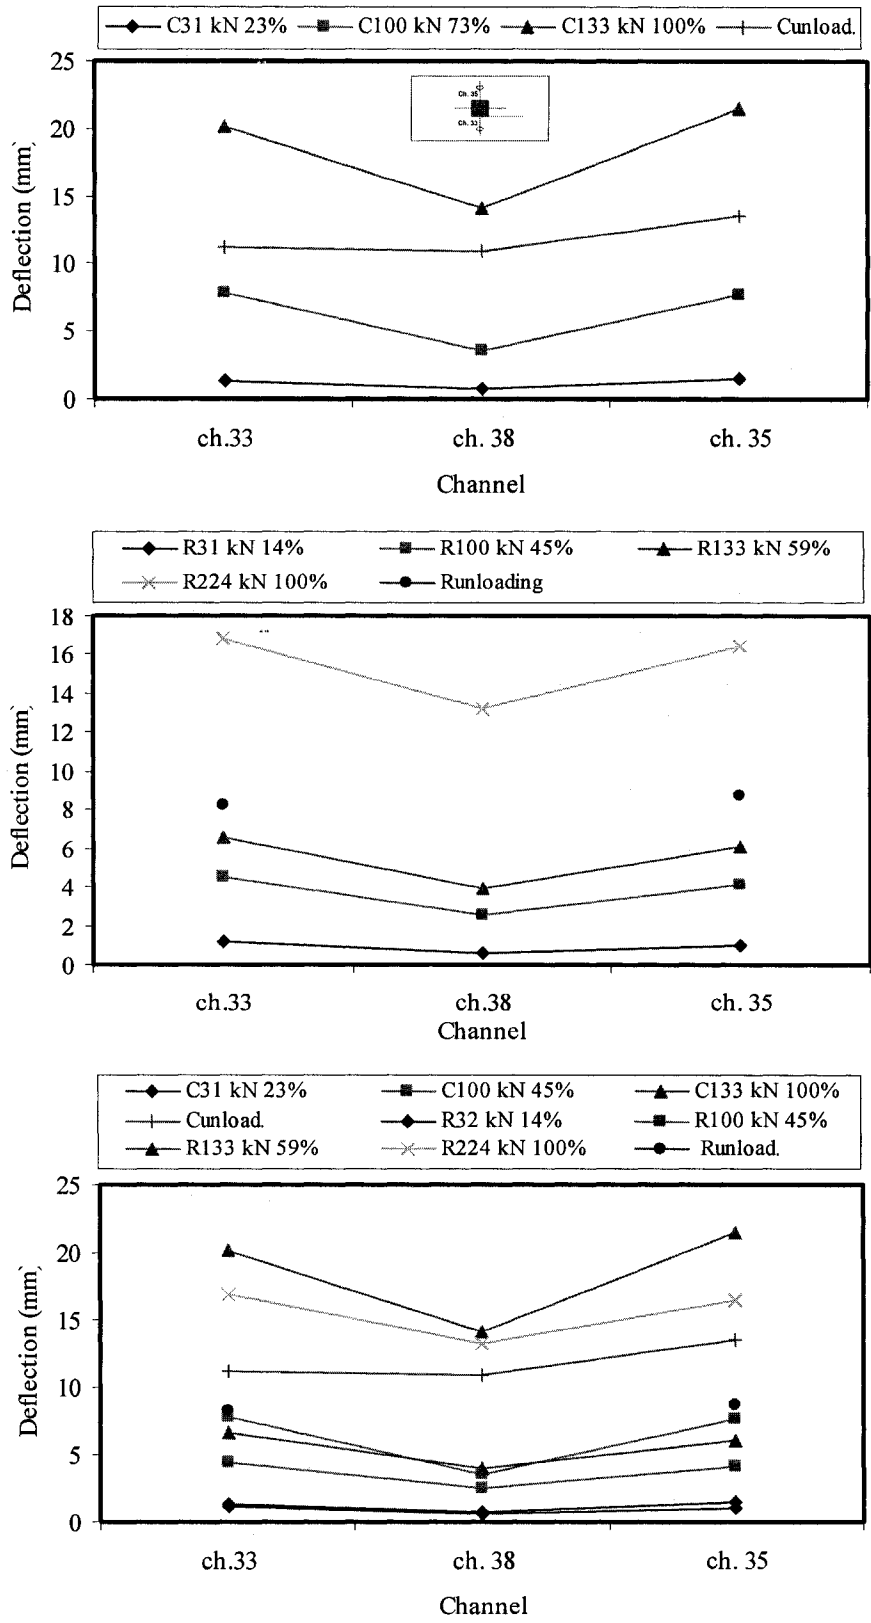 C31 kN 23% C100 kN 73% C133 kN 100% Cunload.
25
20
15
10
5
0
Deflection (mm)
Ch. 35
Ch. 33
ch.33 ch. 38 ch. 35
Channel
R31 kN 14% R100 kN 45% R133 kN 59%
R224 kN 100% Runloading
18
16
14
12
10
8
6
4
2
0
Deflection (mm)
ch.33 ch.38 ch. 35
Channel
C31 kN 23% C100 kN 45% C133 kN 100%
Cunload. R32 kN 14% R100 kN 45%
R133 kN 59% R224 kN 100% Runload.
25
20
15
10
5
0
Deflection (mm)
ch.33 ch. 38 ch. 35
Channel